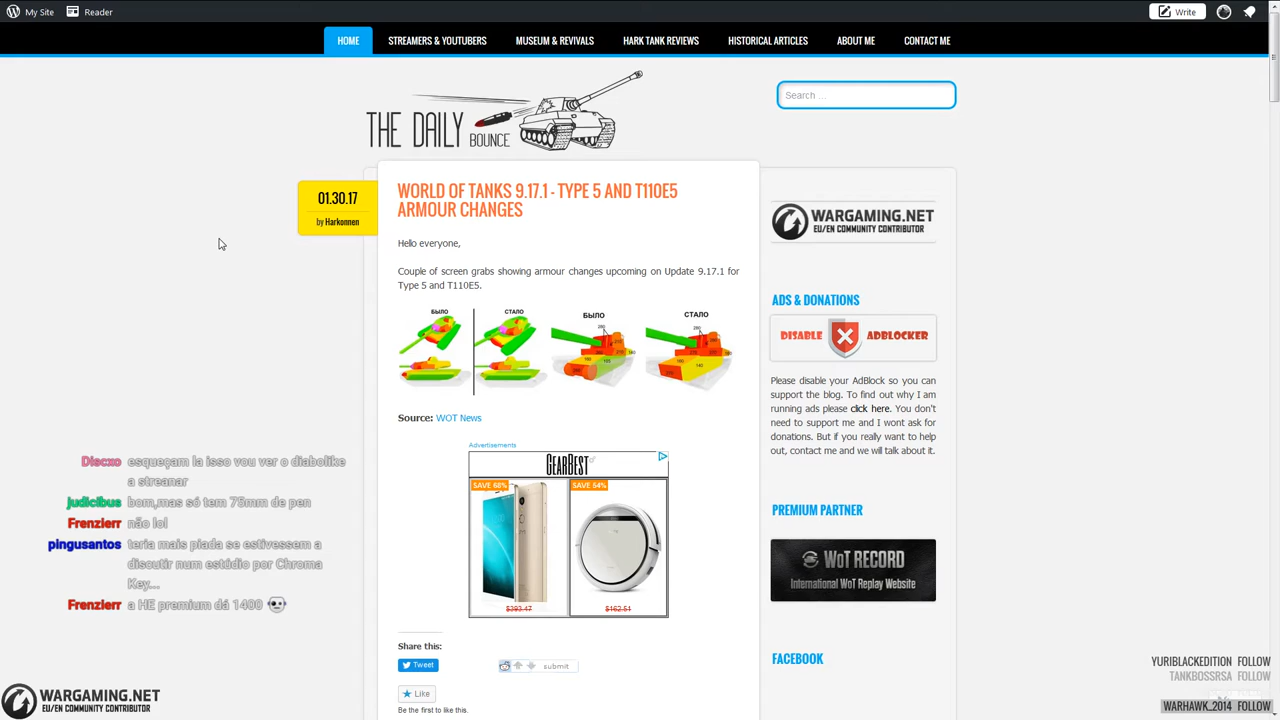 My Site
Reader
Write
HOME
STREAMERS & YOUTUBERS
MUSEUM & REVIVALS
HARK TANK REVIEWS
HISTORICAL ARTICLES
ABOUT ME
CONTACT ME
THE DAILY BOUNCE
Search ...
01.30.17
by Harkonnen
WORLD OF TANKS 9.17.1 - TYPE 5 AND T110E5
ARMOUR CHANGES
Hello everyone,
Couple of screen grabs showing armour changes upcoming on Update 9.17.1 for
Type 5 and T110E5.
БЫЛО
СТАЛО
БЫЛО
СТАЛО
Source: WOT News
Advertisements
GEARBEST
SAVE 68%
SAVE 54%
$393.47
$162.51
Share this:
Tweet
submit
Like
Be the first to like this.
WARGAMING.NET
EU/EN COMMUNITY CONTRIBUTOR
ADS & DONATIONS
DISABLE ADBLOCKER
Please disable your AdBlock so you can
support the blog. To find out why I am
running ads please click here. You don't
need to support me and I wont ask for
donations. But if you really want to help
out, contact me and we will talk about it.
PREMIUM PARTNER
WoT RECORD
International WoT Replay Website
FACEBOOK
Discxo esqueçam la isso vou ver o diabolike
a streanar
judicibus bom,mas só tem 75mm de pen
Frenzierr não lol
pingusantos teria mais piada se estivessem a
discutir num estúdio por Chroma
Key...
Frenzierr a HE premium dá 1400
WARGAMING.NET
EU/EN COMMUNITY CONTRIBUTOR
YURIBLACKEDITION FOLLOW
TANKBOSSRSA FOLLOW
WARHAWK_2014 FOLLOW